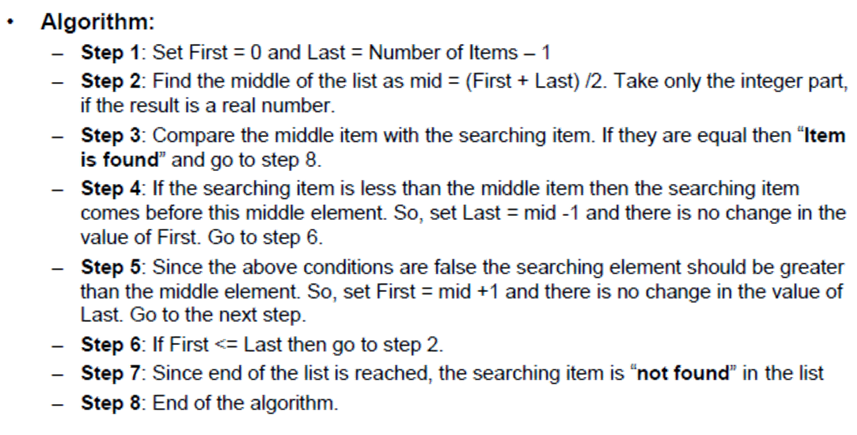 • Algorithm:
– Step 1: Set First = 0 and Last = Number of Items – 1
– Step 2: Find the middle of the list as mid = (First + Last) /2. Take only the integer part,
if the result is a real number.
– Step 3: Compare the middle item with the searching item. If they are equal then “Item
is found” and go to step 8.
– Step 4: If the searching item is less than the middle item then the searching item
comes before this middle element. So, set Last = mid -1 and there is no change in the
value of First. Go to step 6.
– Step 5: Since the above conditions are false the searching element should be greater
than the middle element. So, set First = mid +1 and there is no change in the value of
Last. Go to the next step.
– Step 6: If First <= Last then go to step 2.
– Step 7: Since end of the list is reached, the searching item is “not found” in the list
– Step 8: End of the algorithm.